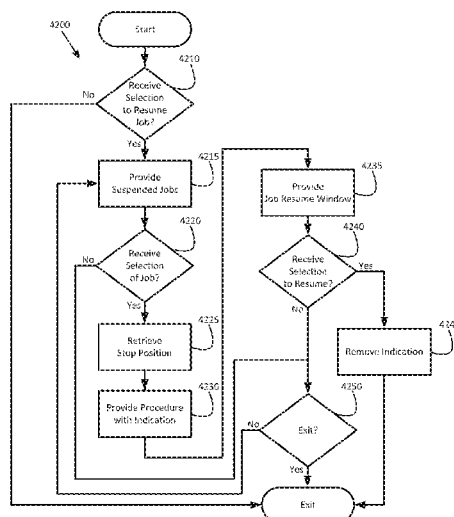 4200
Start
4210
Receive
Selection
to Resume
Job?
No
Yes
4215
Provide
Suspended Jobs
4220
Receive
Selection
of Job?
No
Yes
4225
Retrieve
Stop Position
4230
Provide Procedure
with Indication
4235
Provide
Job Resume Window
4240
Receive
Selection
to Resume?
Yes
No
Remove Indication
4250
Exit?
No
Yes
Exit